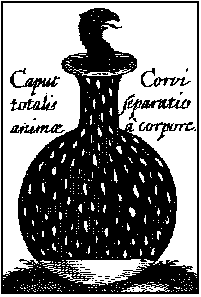 Caput Corvi
totalis separatio
animæ à corpore.